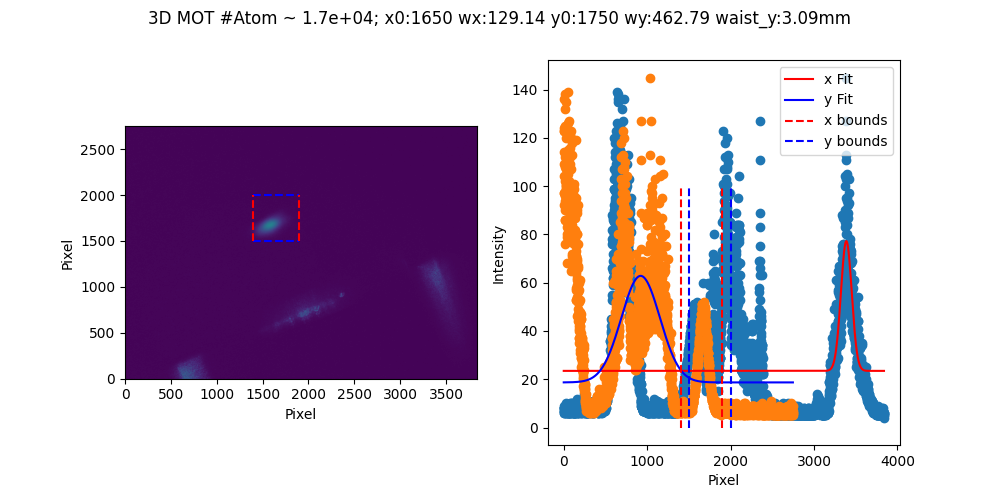 3D MOT #Atom ~ 1.7e+04; x0:1650 wx:129.14 y0:1750 wy:462.79 waist_y:3.09mm
2500
2000
1500
1000
500
0
Pixel
0 500 1000 1500 2000 2500 3000 3500
Pixel
140
120
100
80
60
40
20
0
Intensity
0 1000 2000 3000 4000
Pixel
x Fit
y Fit
x bounds
y bounds